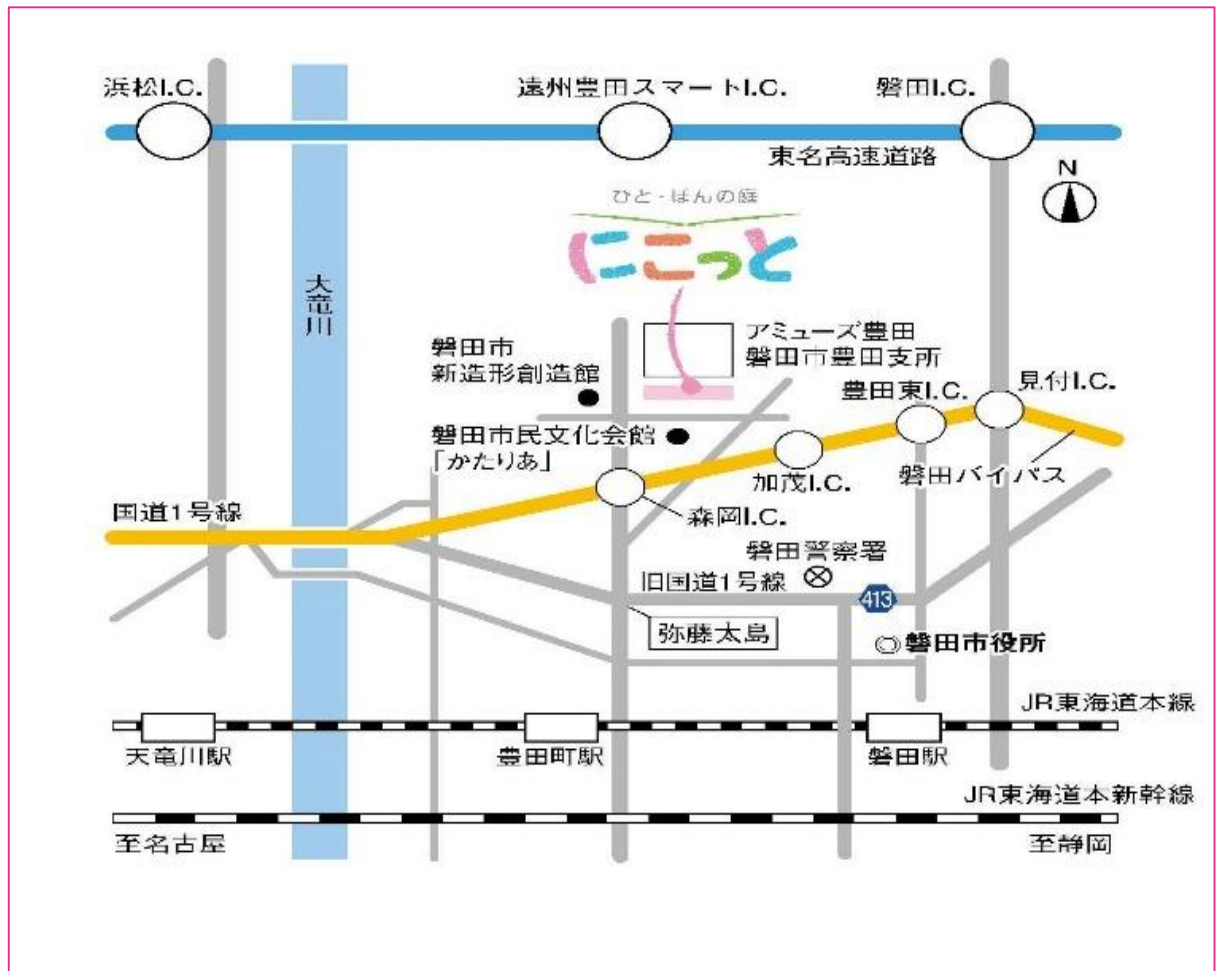 浜松I.C.
遠州豊田スマートI.C.
磐田I.C.
東名高速道路
N
ひと・ほんの庭
にこっと
大竜川
磐田市
新造形創造館
アミューズ豊田
磐田市豊田支所
見付I.C.
豊田東I.C.
磐田市民文化会館
「かたりあ」
加茂I.C.
磐田バイパス
国道1号線
森岡I.C.
磐田警察署
旧国道1号線
413
弥藤太島
磐田市役所
JR東海道本線
天竜川駅
豊田町駅
磐田駅
JR東海道本新幹線
至名古屋
至静岡